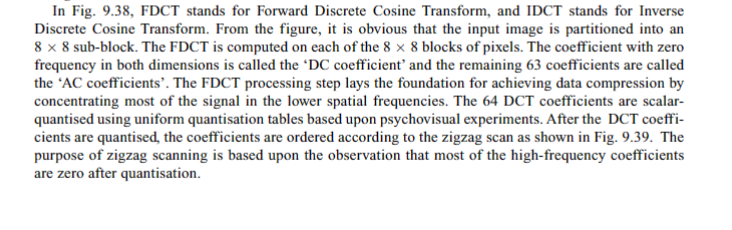 In Fig. 9.38, FDCT stands for Forward Discrete Cosine Transform, and IDCT stands for Inverse
Discrete Cosine Transform. From the figure, it is obvious that the input image is partitioned into an
8 × 8 sub-block. The FDCT is computed on each of the 8 × 8 blocks of pixels. The coefficient with zero
frequency in both dimensions is called the ‘DC coefficient’ and the remaining 63 coefficients are called
the ‘AC coefficients’. The FDCT processing step lays the foundation for achieving data compression by
concentrating most of the signal in the lower spatial frequencies. The 64 DCT coefficients are scalar-
quantised using uniform quantisation tables based upon psychovisual experiments. After the DCT coeffi-
cients are quantised, the coefficients are ordered according to the zigzag scan as shown in Fig. 9.39. The
purpose of zigzag scanning is based upon the observation that most of the high-frequency coefficients
are zero after quantisation.